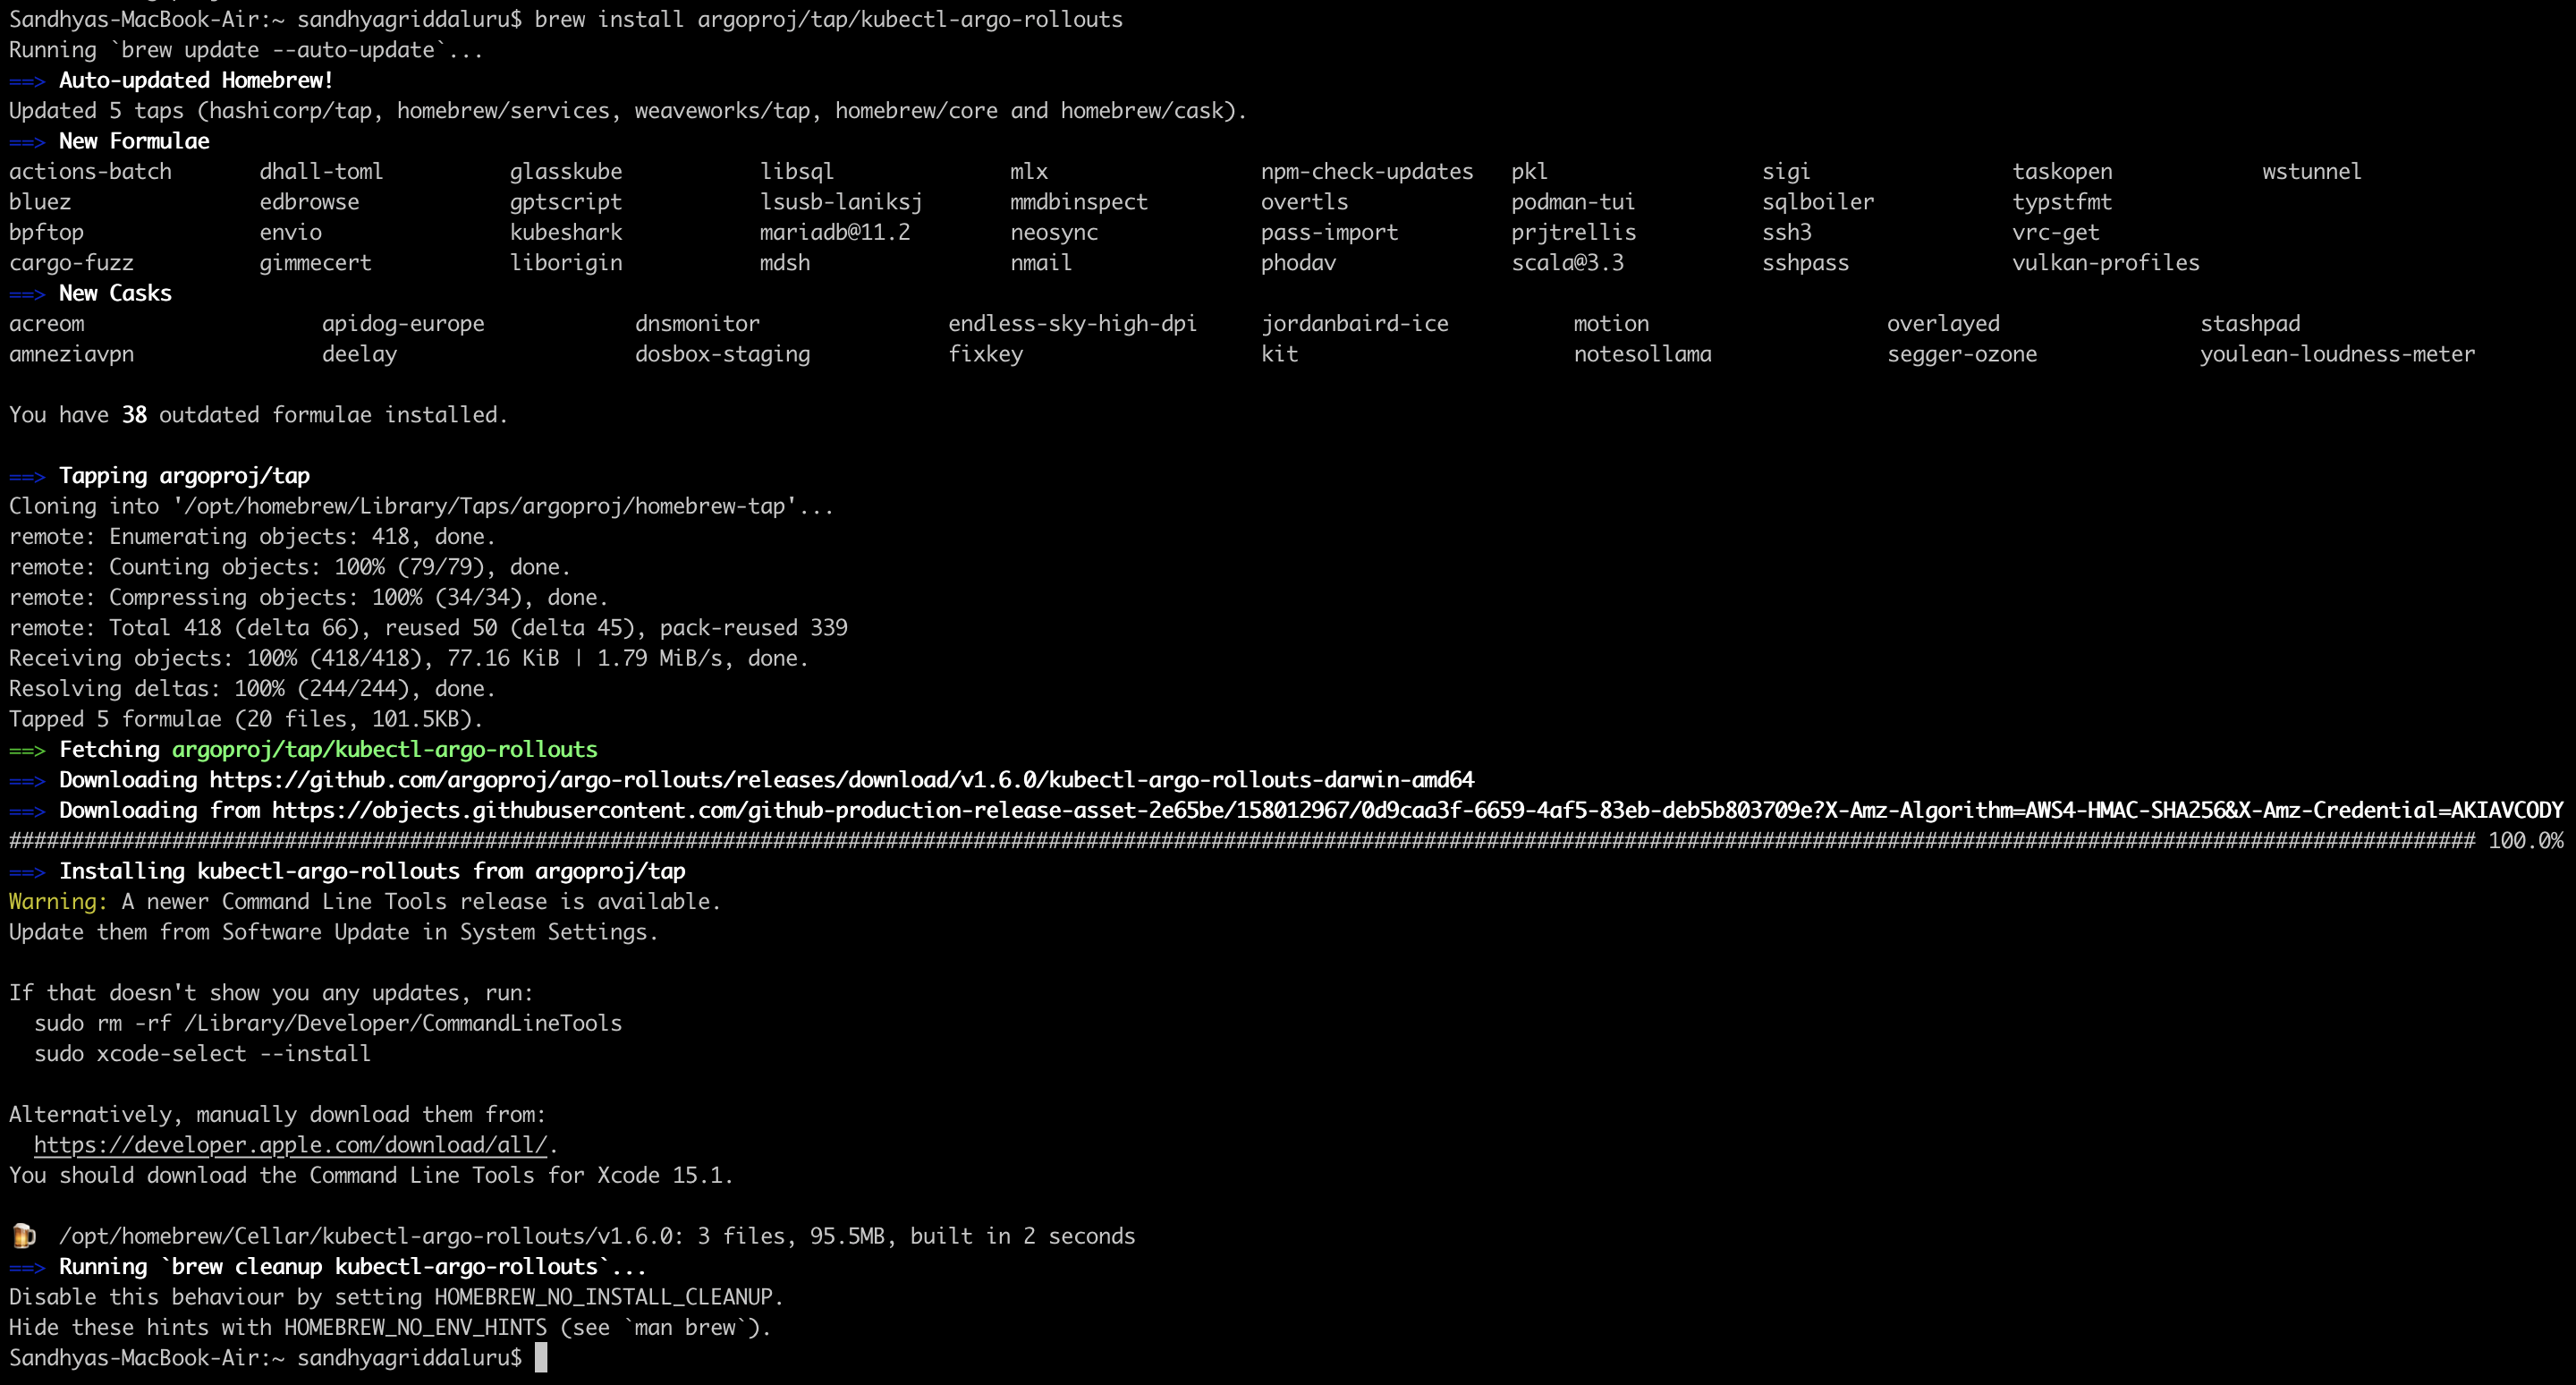 Sandhyas-MacBook-Air:~ sandhyagriddaluru$ brew install argoproj/tap/kubectl-argo-rollouts
Running `brew update --auto-update`...
==> Auto-updated Homebrew!
Updated 5 taps (hashicorp/tap, homebrew/services, weaveworks/tap, homebrew/core and homebrew/cask).
==> New Formulae
actions-batch dhall-toml glasskube libsql mlx npm-check-updates pkl sigi taskopen wstunnel
bluez edbrowse gptscript lsusb-laniksj mmdbinspect overtls podman-tui sqlboiler typstfmt
bpftop envio kubeshark mariadb@11.2 neosync pass-import prjtrellis ssh3 vrc-get
cargo-fuzz gimmecert liborigin mdsh nmail phodav scala@3.3 sshpass vulkan-profiles
==> New Casks
acreom apidog-europe dnsmonitor endless-sky-high-dpi jordanbaird-ice motion overlayed stashpad
amneziavpn deelay dosbox-staging fixkey kit notesollama segger-ozone youlean-loudness-meter
You have 38 outdated formulae installed.
==> Tapping argoproj/tap
Cloning into '/opt/homebrew/Library/Taps/argoproj/homebrew-tap'...
remote: Enumerating objects: 418, done.
remote: Counting objects: 100% (79/79), done.
remote: Compressing objects: 100% (34/34), done.
remote: Total 418 (delta 66), reused 50 (delta 45), pack-reused 339
Receiving objects: 100% (418/418), 77.16 KiB | 1.79 MiB/s, done.
Resolving deltas: 100% (244/244), done.
Tapped 5 formulae (20 files, 101.5KB).
==> Fetching argoproj/tap/kubectl-argo-rollouts
==> Downloading https://github.com/argoproj/argo-rollouts/releases/download/v1.6.0/kubectl-argo-rollouts-darwin-amd64
==> Downloading from https://objects.githubusercontent.com/github-production-release-asset-2e65be/158012967/0d9caa3f-6659-4af5-83eb-deb5b803709e?X-Amz-Algorithm=AWS4-HMAC-SHA256&X-Amz-Credential=AKIAVCODY
##################################################################################################################################################################################################### 100.0%
==> Installing kubectl-argo-rollouts from argoproj/tap
Warning: A newer Command Line Tools release is available.
Update them from Software Update in System Settings.
If that doesn't show you any updates, run:
sudo rm -rf /Library/Developer/CommandLineTools
sudo xcode-select --install
Alternatively, manually download them from:
https://developer.apple.com/download/all/.
You should download the Command Line Tools for Xcode 15.1.
🍺 /opt/homebrew/Cellar/kubectl-argo-rollouts/v1.6.0: 3 files, 95.5MB, built in 2 seconds
==> Running `brew cleanup kubectl-argo-rollouts`...
Disable this behaviour by setting HOMEBREW_NO_INSTALL_CLEANUP.
Hide these hints with HOMEBREW_NO_ENV_HINTS (see `man brew`).
Sandhyas-MacBook-Air:~ sandhyagriddaluru$